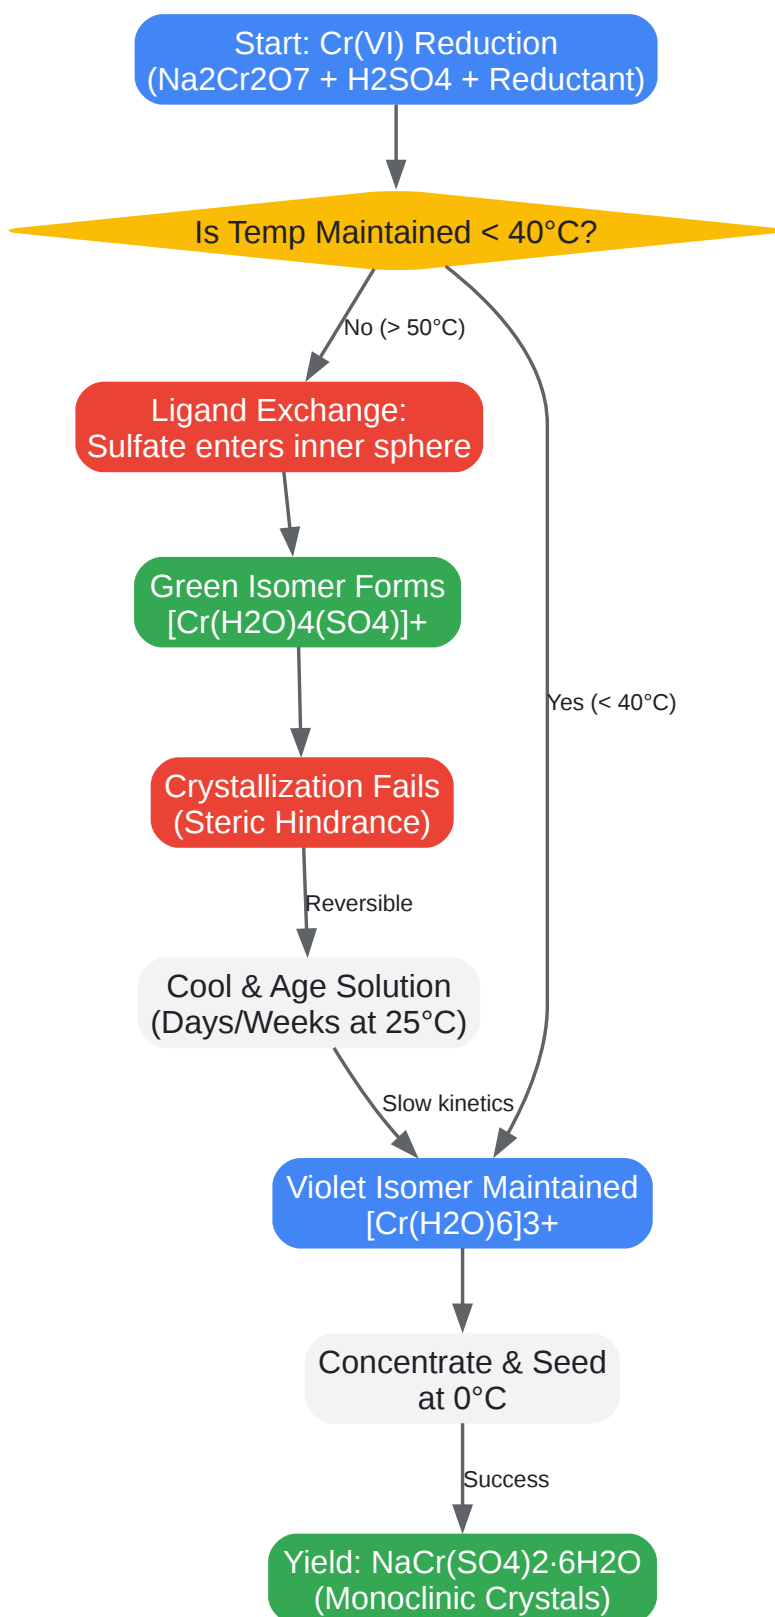 Start: Cr(VI) Reduction
(Na2Cr2O7 + H2SO4 + Reductant)
Is Temp Maintained < 40°C?
No (> 50°C)
Ligand Exchange:
Sulfate enters inner sphere
Green Isomer Forms
[Cr(H2O)4(SO4)]+
Yes (< 40°C)
Crystallization Fails
(Steric Hindrance)
Reversible
Cool & Age Solution
(Days/Weeks at 25°C)
Slow kinetics
Violet Isomer Maintained
[Cr(H2O)6]3+
Concentrate & Seed
at 0°C
Success
Yield: NaCr(SO4)2·6H2O
(Monoclinic Crystals)